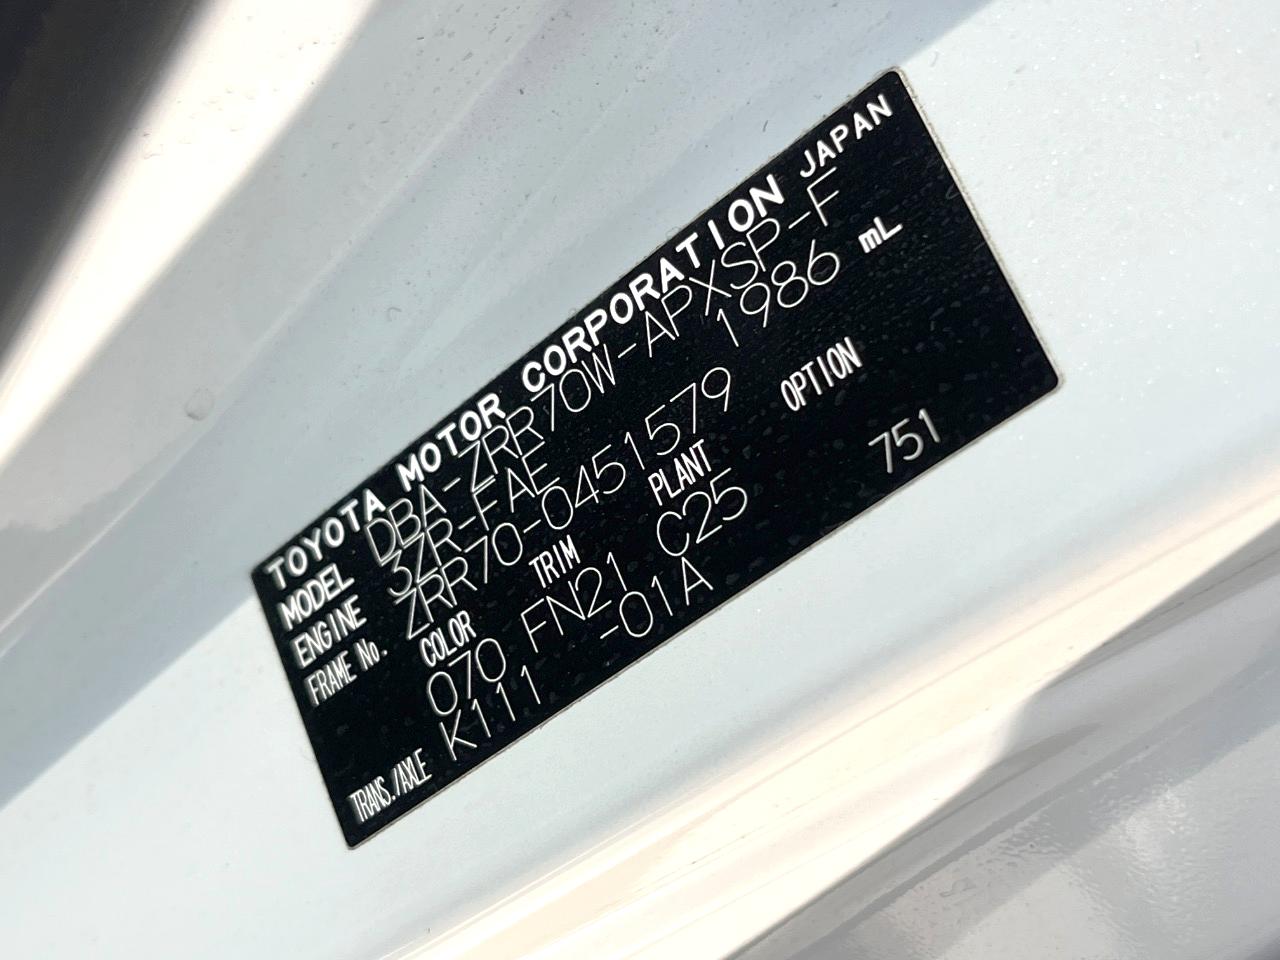 TOYOTA MOTOR CORPORATION JAPAN
MODEL DBA-ZRR70W-APXSP-F
ENGINE 3ZR-FAE 1986 mL
FRAME No. ZRR70-0451579
COLOR TRIM PLANT OPTION
070 FN21 C25 751
TRANS./AXLE K111 -01A